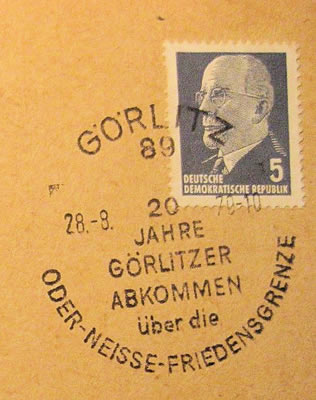 GÖRLITZ
89
5
DEUTSCHE
DEMOKRATISCHE REPUBLIK
28.-8. 70-10
20
JAHRE
GÖRLITZER
ABKOMMEN
über die
ODER-NEISSE-FRIEDENSGRENZE